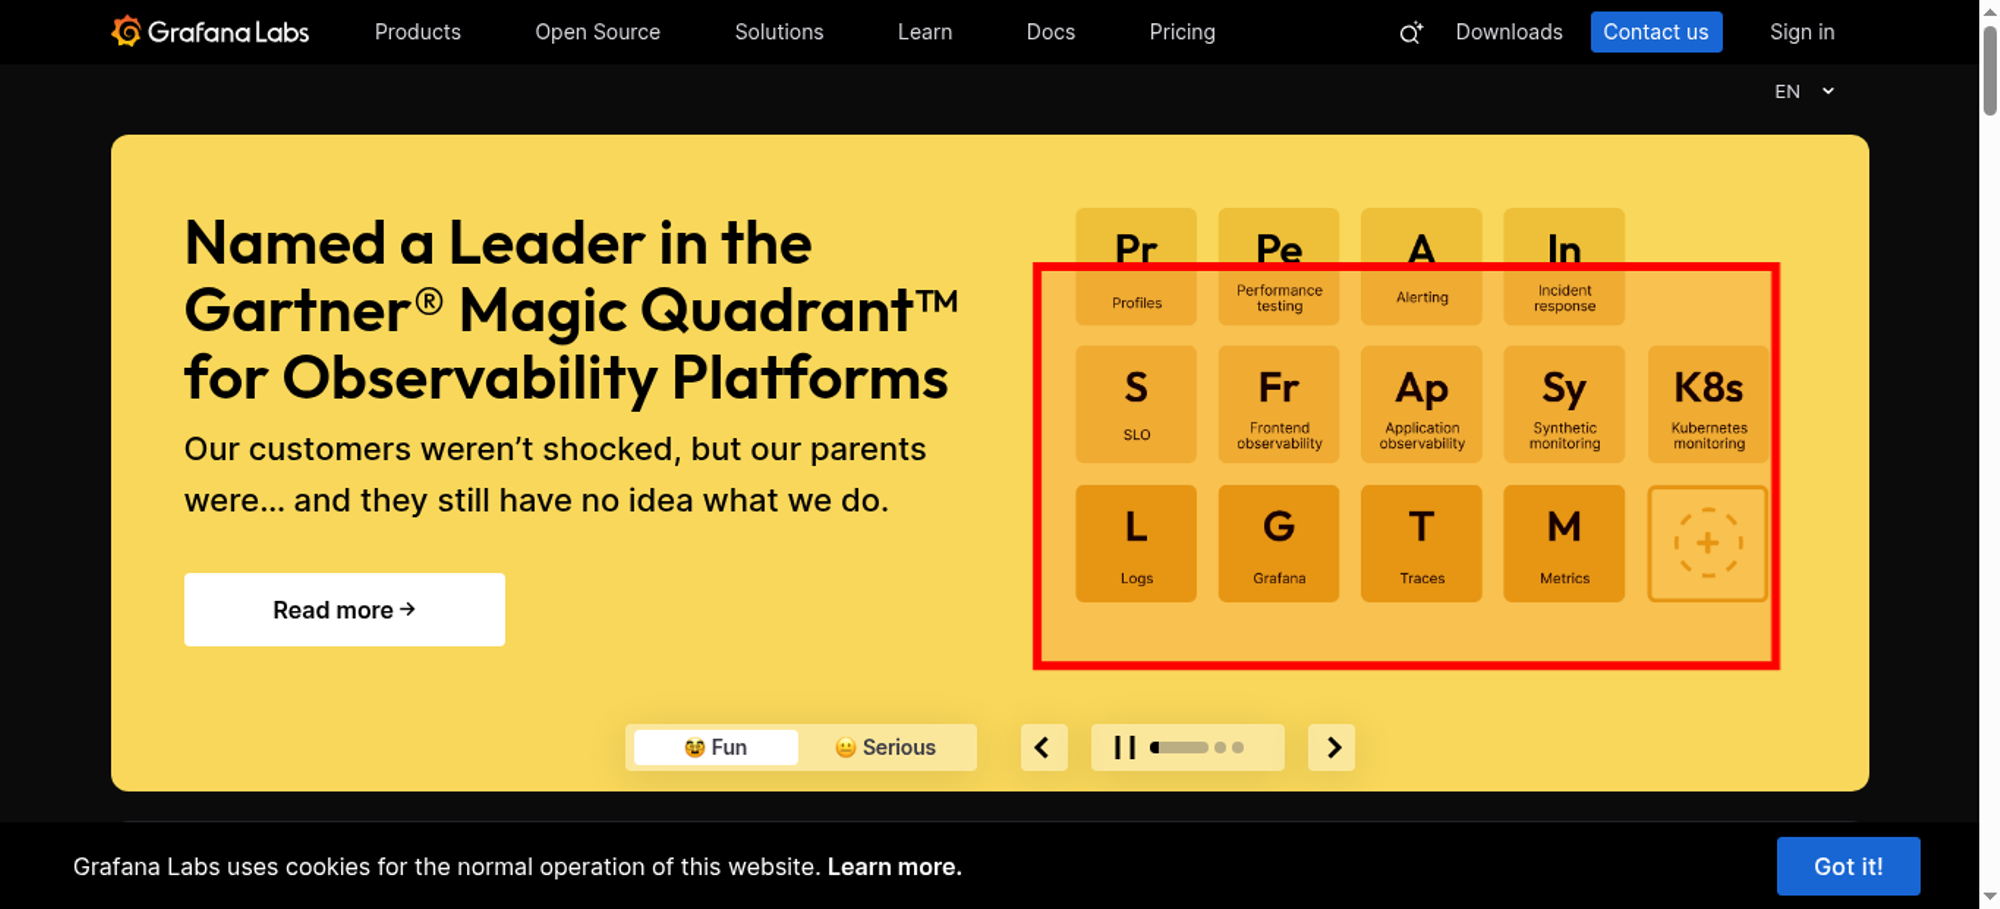 Grafana Labs
Products
Open Source
Solutions
Learn
Docs
Pricing
Downloads
Contact us
Sign in
EN
Named a Leader in the
Gartner® Magic Quadrant™
for Observability Platforms
Our customers weren’t shocked, but our parents
were... and they still have no idea what we do.
Read more →
Pr
Profiles
Pe
Performance
testing
A
Alerting
In
Incident
response
S
SLO
Fr
Frontend
observability
Ap
Application
observability
Sy
Synthetic
monitoring
K8s
Kubernetes
monitoring
L
Logs
G
Grafana
T
Traces
M
Metrics
Fun
Serious
Grafana Labs uses cookies for the normal operation of this website. Learn more.
Got it!